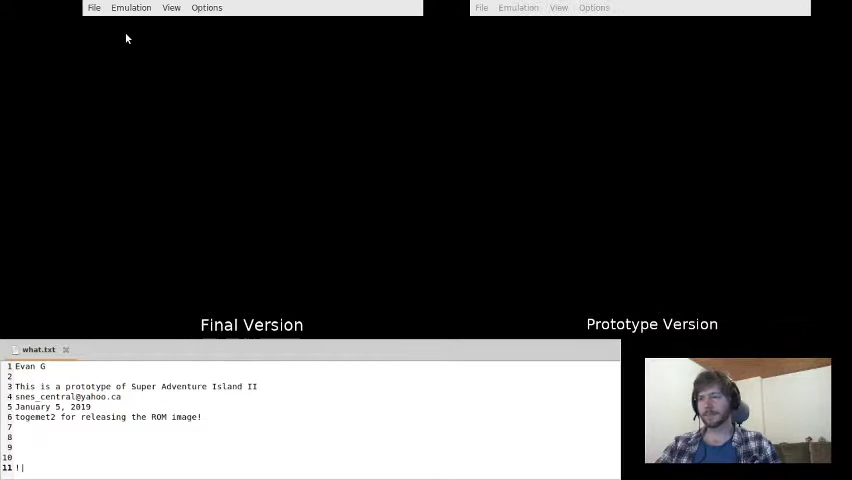 File Emulation View Options
File Emulation View Options
Final Version
Prototype Version
what.txt
1 Evan G
2
3 This is a prototype of Super Adventure Island II
4 snes_central@yahoo.ca
5 January 5, 2019
6 togemet2 for releasing the ROM image!
7
8
9
10
11 !